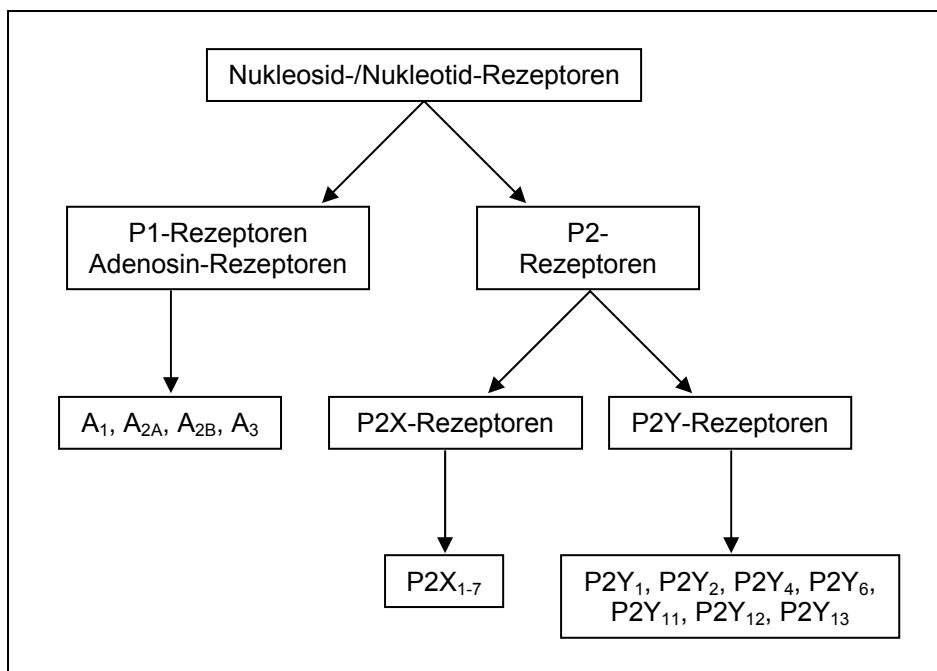 Nukleosid-/Nukleotid-Rezeptoren
P1-Rezeptoren
Adenosin-Rezeptoren
P2-
Rezeptoren
A₁, A₂A, A₂B, A₃
P2X-Rezeptoren
P2Y-Rezeptoren
P2X₁₋₇
P2Y₁, P2Y₂, P2Y₄, P2Y₆,
P2Y₁₁, P2Y₁₂, P2Y₁₃